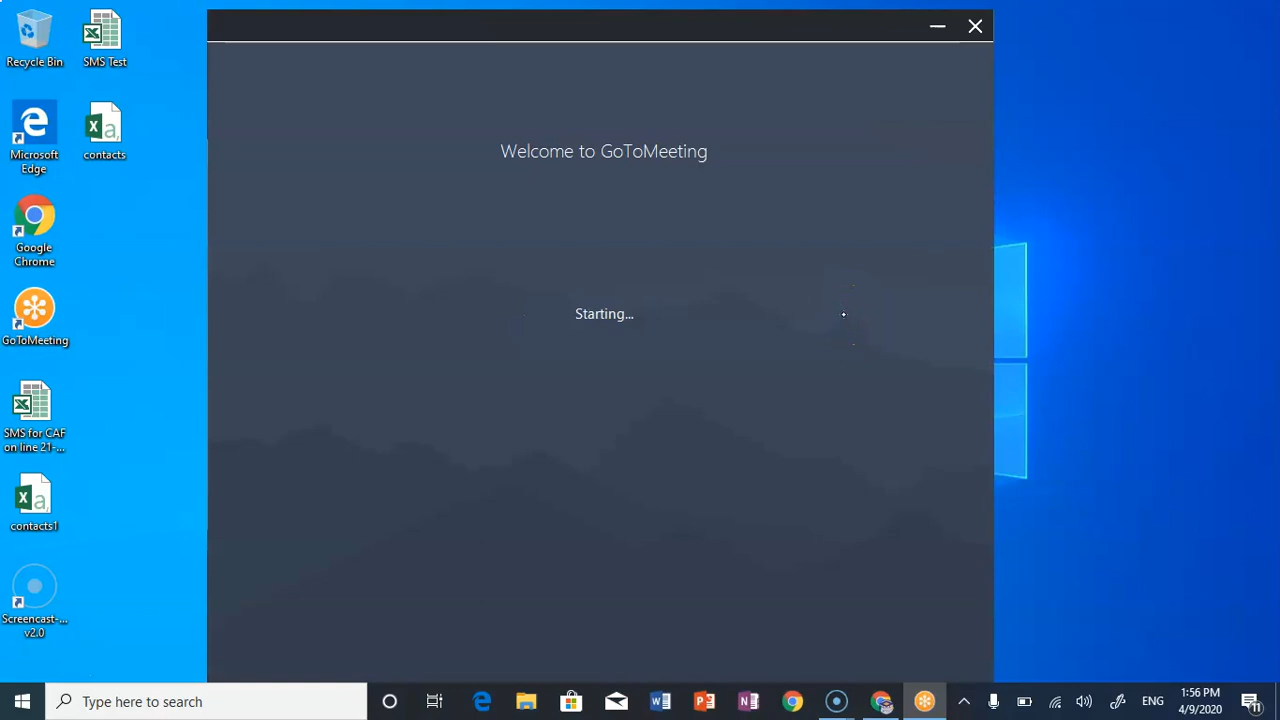 Recycle Bin
SMS Test
Microsoft
Edge
contacts
Google
Chrome
GoToMeeting
SMS for CAF
on line 21-...
contacts1
Screencast-...
v2.0
Welcome to GoToMeeting
Starting...
Type here to search
ENG
1:56 PM
4/9/2020
11